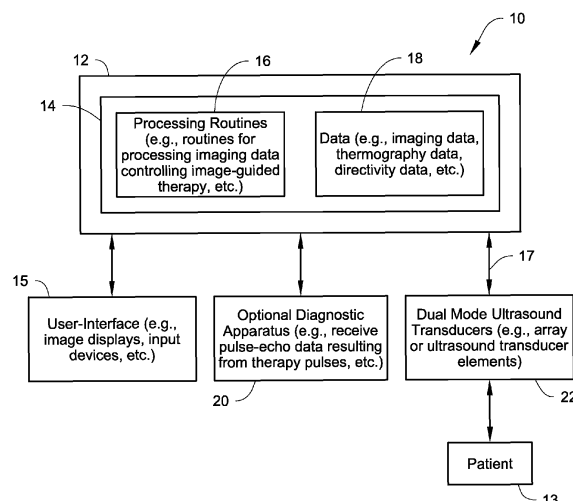 10
12
16
18
14
Processing Routines
(e.g., routines for
processing imaging data
controlling image-guided
therapy, etc.)
Data (e.g., imaging data,
thermography data,
directivity data, etc.)
17
15
User-Interface (e.g.,
image displays, input
devices, etc.)
Optional Diagnostic
Apparatus (e.g., receive
pulse-echo data resulting
from therapy pulses, etc.)
Dual Mode Ultrasound
Transducers (e.g., array
or ultrasound transducer
elements)
20
22
Patient
13